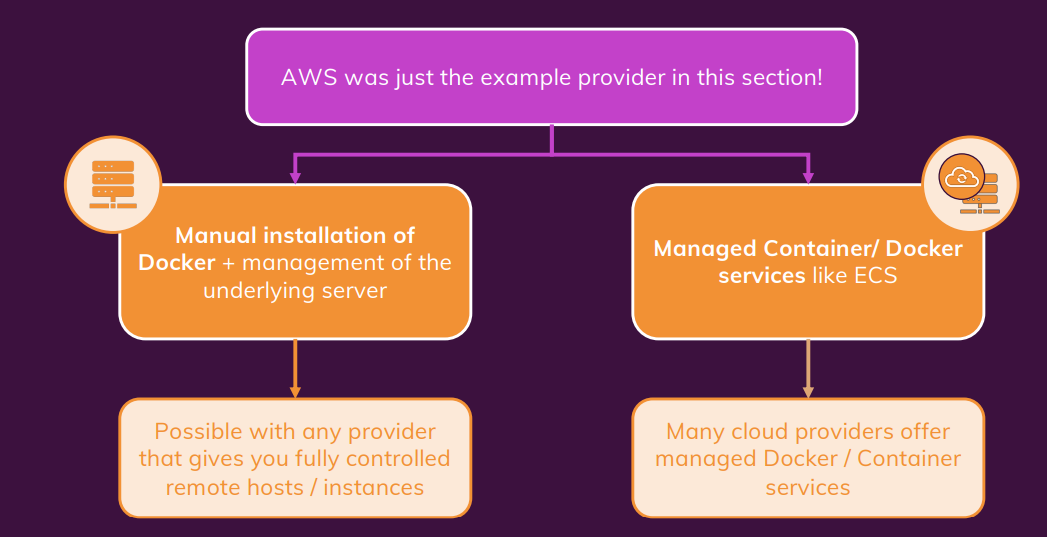 AWS was just the example provider in this section!
Manual installation of
Docker + management of the
underlying server
Managed Container/ Docker
services like ECS
Possible with any provider
that gives you fully controlled
remote hosts / instances
Many cloud providers offer
managed Docker / Container
services